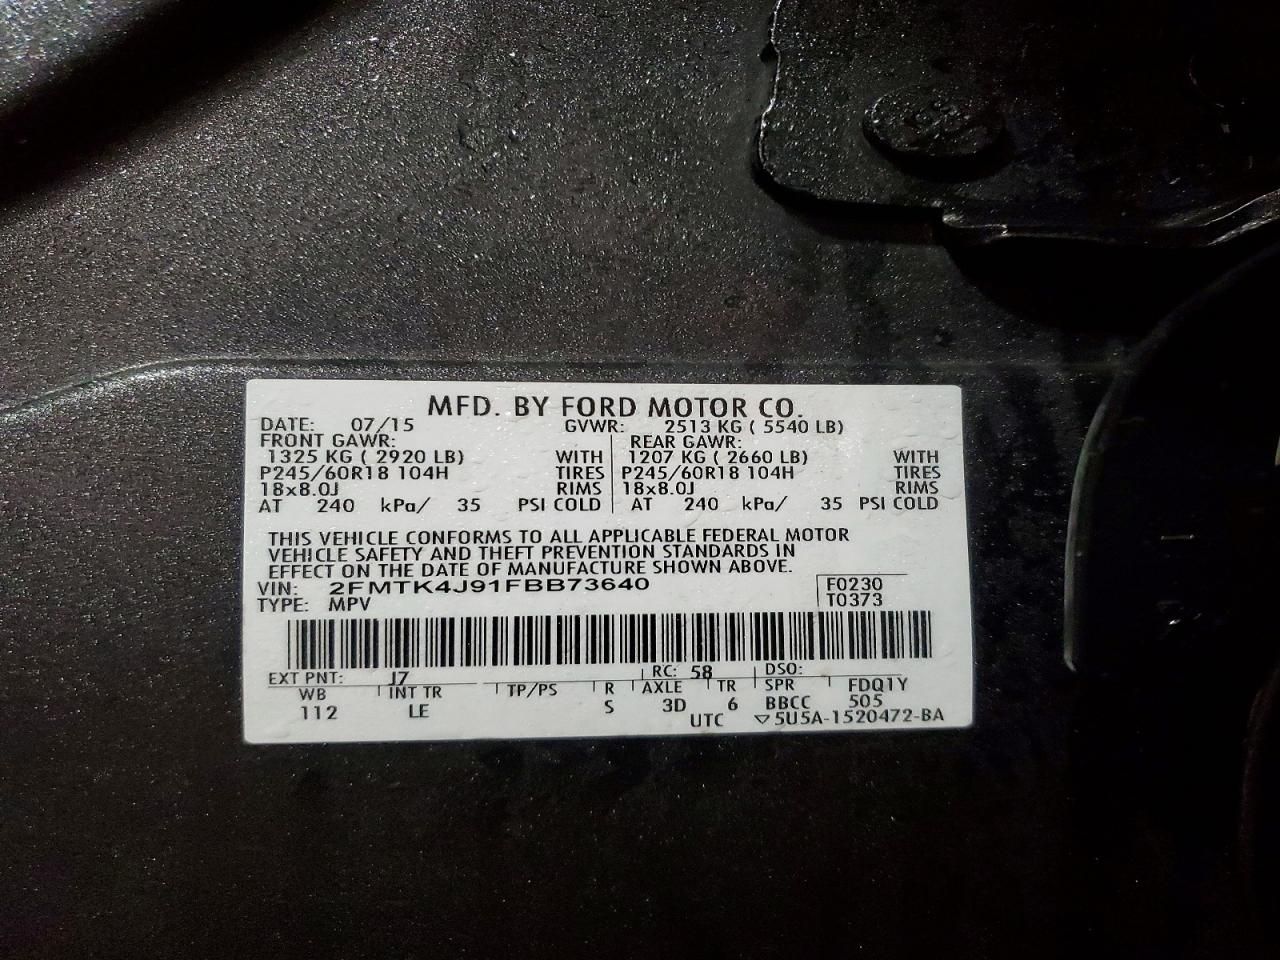 MFD. BY FORD MOTOR CO.
DATE: 07/15 GVWR: 2513 KG ( 5540 LB)
FRONT GAWR: REAR GAWR:
1325 KG ( 2920 LB) WITH 1207 KG ( 2660 LB) WITH
P245/60R18 104H TIRES P245/60R18 104H TIRES
18x8.0J RIMS 18x8.0J RIMS
AT 240 kPa/ 35 PSI COLD AT 240 kPa/ 35 PSI COLD
THIS VEHICLE CONFORMS TO ALL APPLICABLE FEDERAL MOTOR
VEHICLE SAFETY AND THEFT PREVENTION STANDARDS IN
EFFECT ON THE DATE OF MANUFACTURE SHOWN ABOVE.
VIN: 2FMTK4J91FBB73640 F0230
TYPE: MPV T0373
EXT PNT: J7 RC: 58 DSO:
WB INT TR TP/PS R AXLE TR SPR FDQ1Y
112 LE S 3D 6 BBCC 505
UTC ▽5U5A-1520472-BA